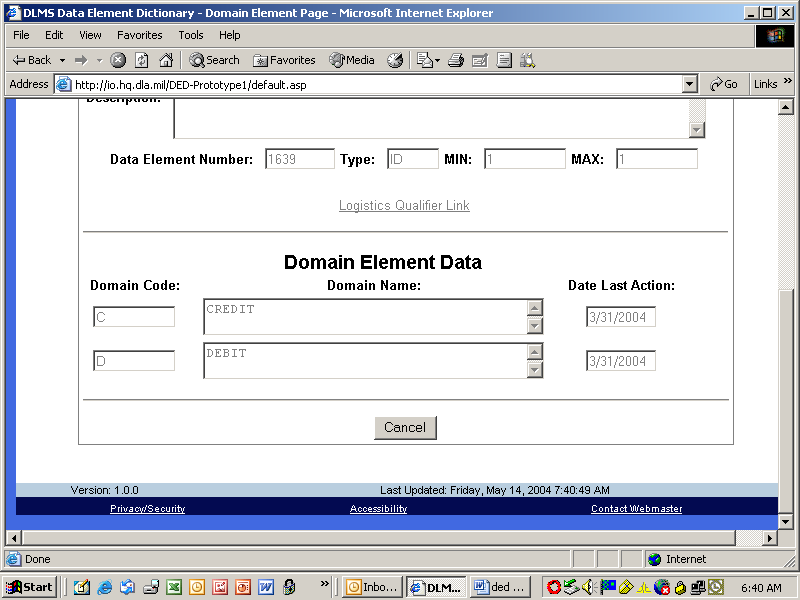 DLMS Data Element Dictionary - Domain Element Page - Microsoft Internet Explorer
File Edit View Favorites Tools Help
Back Search Favorites Media
Address http://io.hq.dla.mil/DED-Prototype1/default.asp Go Links »
Description:
Data Element Number: 1639 Type: ID MIN: 1 MAX: 1
Logistics Qualifier Link
Domain Element Data
Domain Code: Domain Name: Date Last Action:
C CREDIT 3/31/2004
D DEBIT 3/31/2004
Cancel
Version: 1.0.0 Last Updated: Friday, May 14, 2004 7:40:49 AM
Privacy/Security Accessibility Contact Webmaster
Done Internet
Start » Inbo... DLM... ded ... 6:40 AM